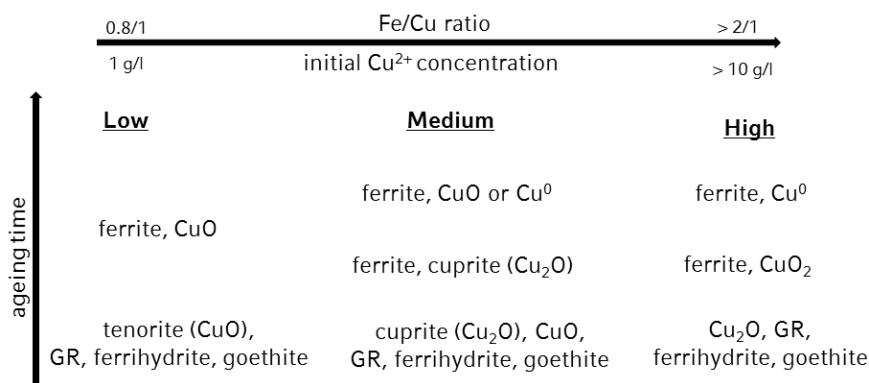 0.8/1 Fe/Cu ratio > 2/1
1 g/l initial Cu²⁺ concentration > 10 g/l
Low Medium High
ferrite, CuO or Cu⁰ ferrite, Cu⁰
ferrite, CuO
ferrite, cuprite (Cu₂O) ferrite, CuO₂
tenorite (CuO), cuprite (Cu₂O), CuO, Cu₂O, GR,
GR, ferrihydrite, goethite GR, ferrihydrite, goethite ferrihydrite, goethite
ageing time